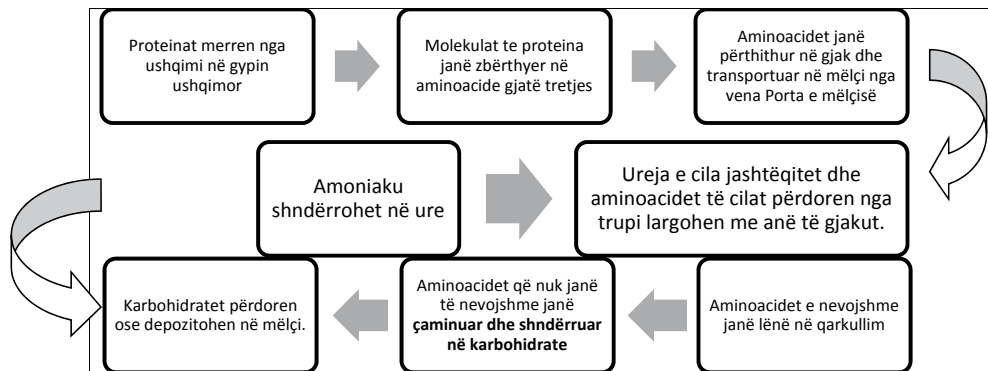 Proteinat merren nga
ushqimi në gypin
ushqimor
Molekulat te proteina
janë zbërthyer në
aminoacide gjatë tretjes
Aminoacidet janë
përthithur në gjak dhe
transportuar në mëlçi nga
vena Porta e mëlçisë
Amoniaku
shndërrohet në ure
Ureja e cila jashtëqitet dhe
aminoacidet të cilat përdoren nga
trupi largohen me anë të gjakut.
Karbohidratet përdoren
ose depozitohen në mëlçi.
Aminoacidet që nuk janë
të nevojshme janë
çaminuar dhe shndërruar
në karbohidrate
Aminoacidet e nevojshme
janë lënë në qarkullim